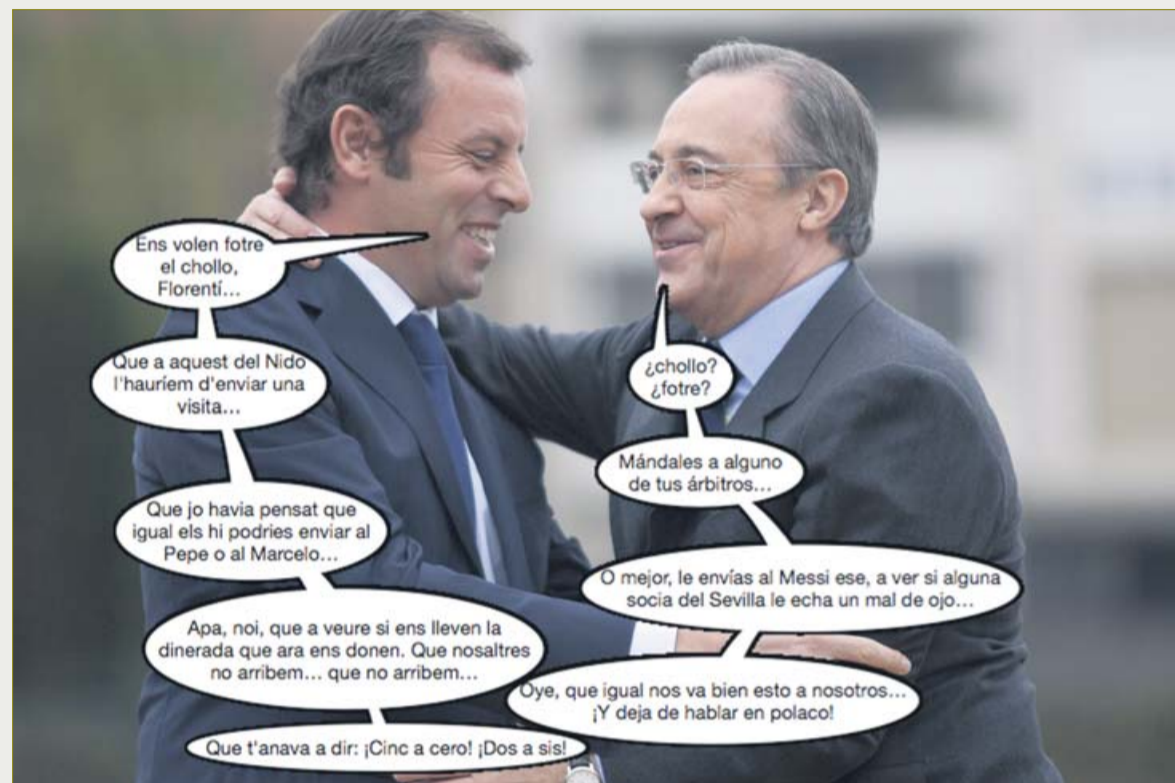 Ens volen fotre
el chollo,
Florentí...
Que a aquest del Nido
l'hauríem d'enviar una
visita...
Que jo havia pensat que
igual els hi podries enviar al
Pepe o al Marcelo...
Apa, noi, que a veure si ens lleven la
dinerada que ara ens donen. Que nosaltres
no arribem... que no arribem...
Que t'anava a dir: ¡Cinc a cero! ¡Dos a sis!
¿chollo?
¿fotre?
Mándales a alguno
de tus árbitros...
O mejor, le envías al Messi ese, a ver si alguna
socia del Sevilla le echa un mal de ojo...
Oye, que igual nos va bien esto a nosotros...
¡Y deja de hablar en polaco!